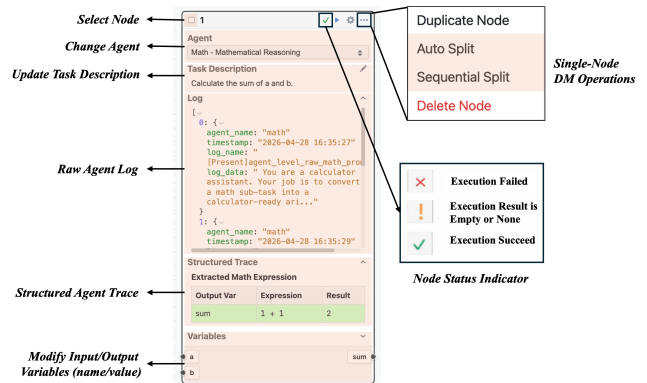 Select Node
1
Change Agent
Agent
Math - Mathematical Reasoning
Update Task Description
Task Description
Calculate the sum of a and b.
Raw Agent Log
Log
[
0: {
agent_name: "math"
timestamp: "2026-04-28 16:35:27"
log_name: "
[Present]agent_level_raw_math_prou
log_data: " You are a calculator
assistant. Your job is to convert
a math sub-task into a
calculator-ready ari..."
}
1: {
agent_name: "math"
timestamp: "2026-04-28 16:35:29"
Structured Agent Trace
Structured Trace
Extracted Math Expression
Output Var Expression Result
sum 1 + 1 2
Modify Input/Output
Variables (name/value)
Variables
a sum
b
Duplicate Node
Auto Split
Sequential Split
Delete Node
Single-Node
DM Operations
Execution Failed
Execution Result is
Empty or None
Execution Succeed
Node Status Indicator